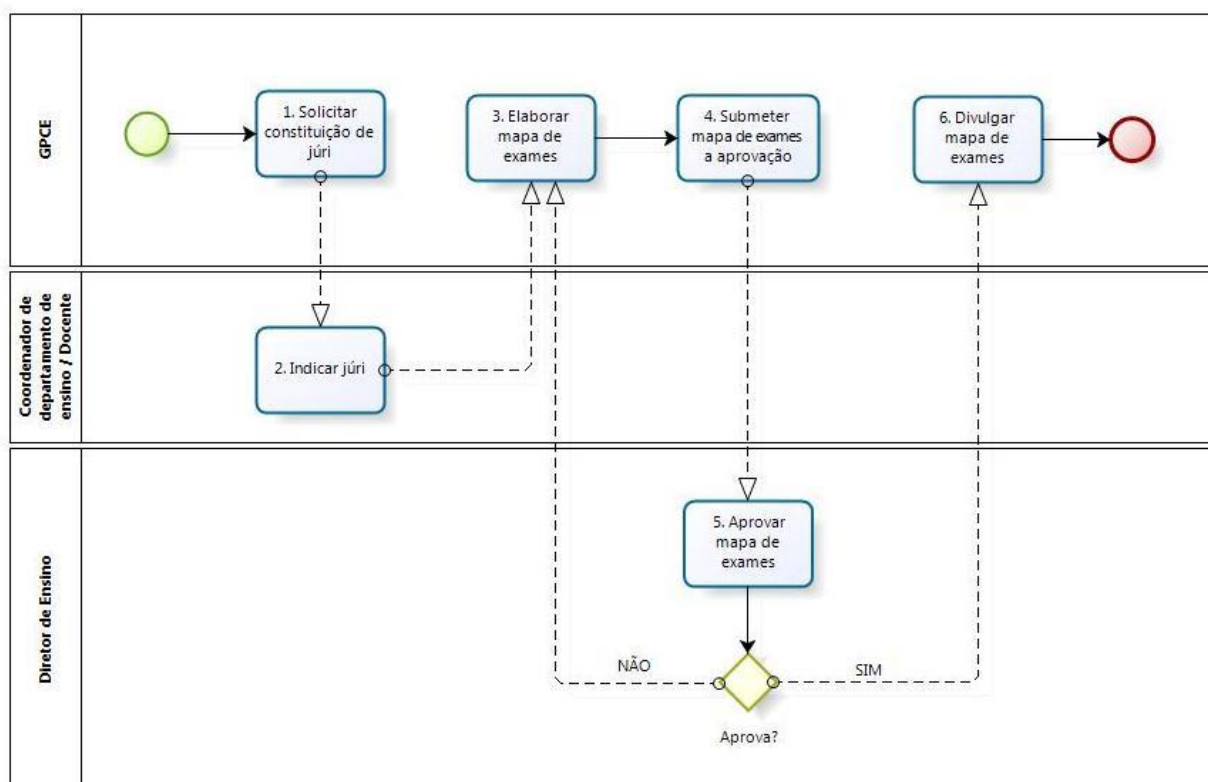 GPCE
1. Solicitar
constituição de
júri
3. Elaborar
mapa de
exames
4. Submeter
mapa de exames
a aprovação
6. Divulgar
mapa de
exames
Coordenador de
departamento de
ensino / Docente
2. Indicar júri
Diretor de Ensino
5. Aprovar
mapa de
exames
NÃO
SIM
Aprova?